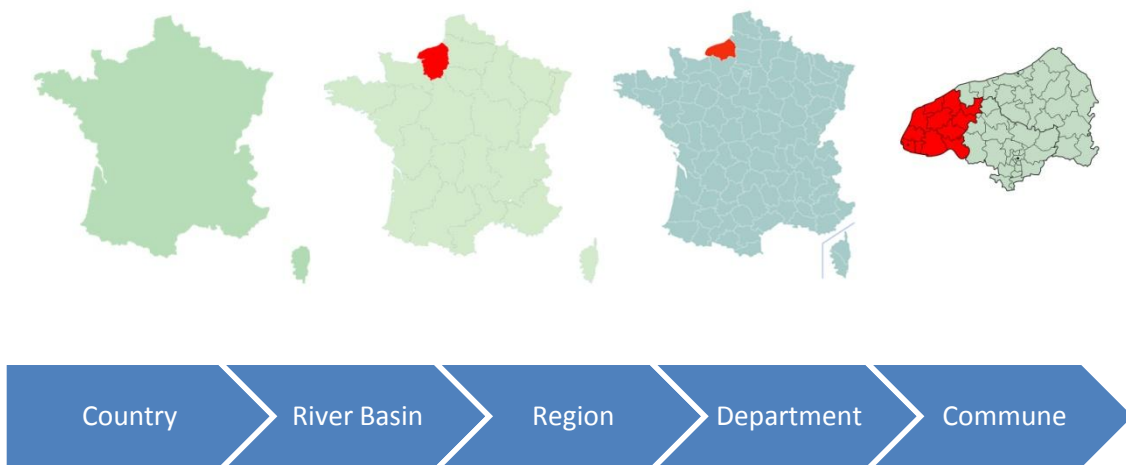 Country
River Basin
Region
Department
Commune